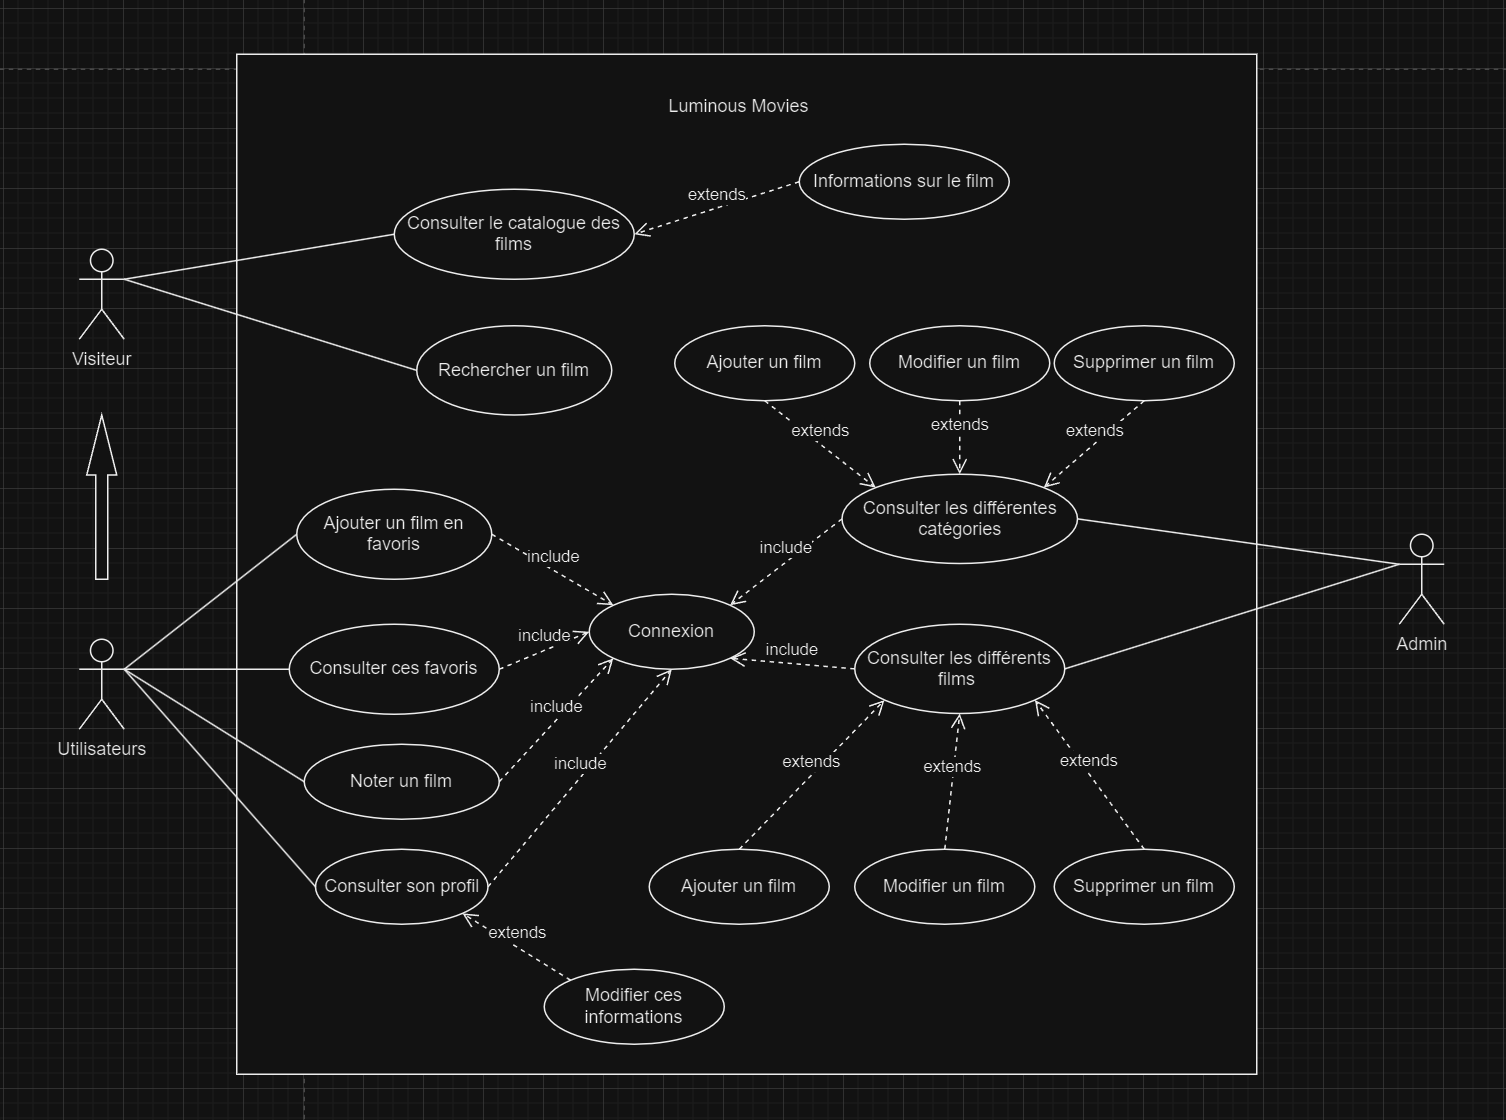 Luminous Movies
Informations sur le film
extends
Consulter le catalogue des
films
Visiteur
Rechercher un film
Ajouter un film
Modifier un film
Supprimer un film
extends
extends
extends
Consulter les différentes
catégories
Ajouter un film en
favoris
include
include
Connexion
include
include
Consulter les différents
films
Admin
Consulter ces favoris
Utilisateurs
include
Noter un film
include
extends
extends
extends
Consulter son profil
Ajouter un film
Modifier un film
Supprimer un film
extends
Modifier ces
informations